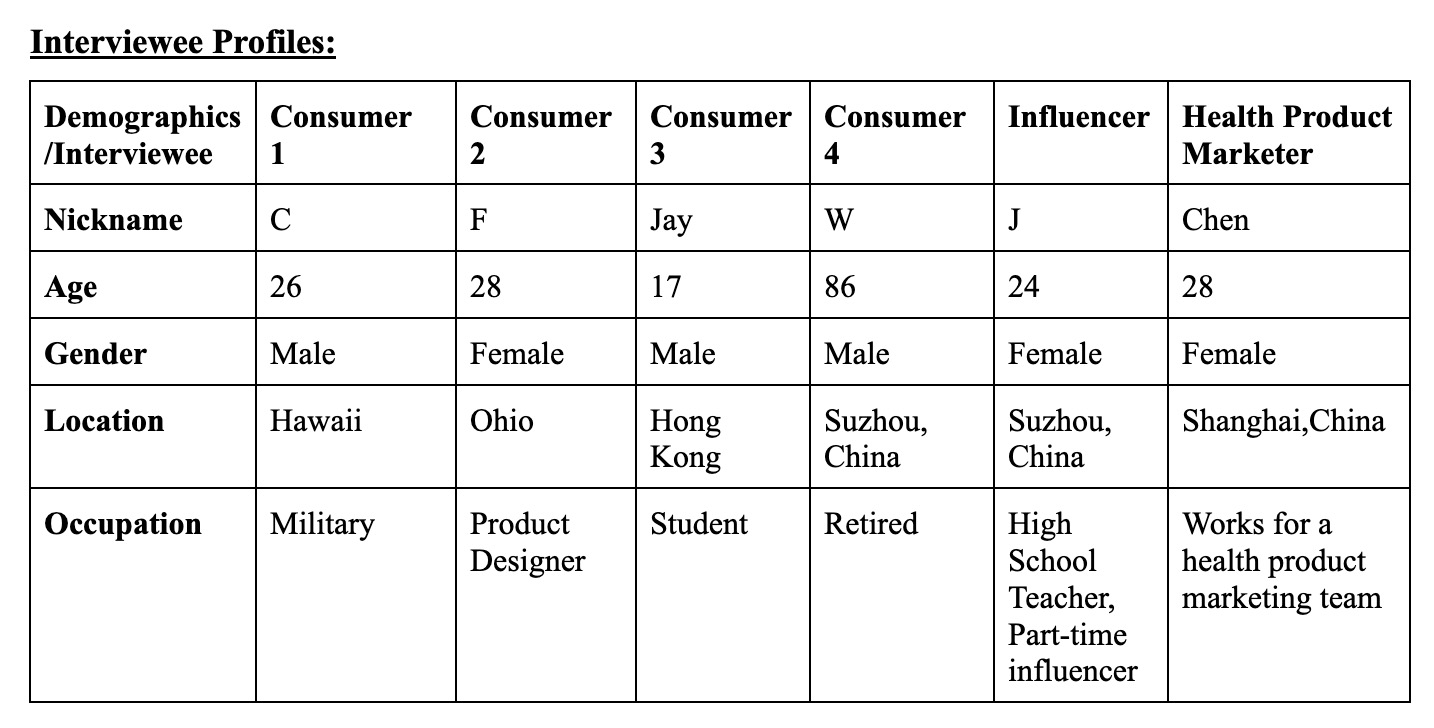 Interviewee Profiles:
Demographics Consumer Consumer Consumer Consumer Influencer Health Product
/Interviewee 1 2 3 4 Marketer
Nickname C F Jay W J Chen
Age 26 28 17 86 24 28
Gender Male Female Male Male Female Female
Location Hawaii Ohio Hong Suzhou, Suzhou, Shanghai,China
Kong China China
Occupation Military Product Student Retired High Works for a
Designer School health product
Teacher, marketing team
Part-time
influencer